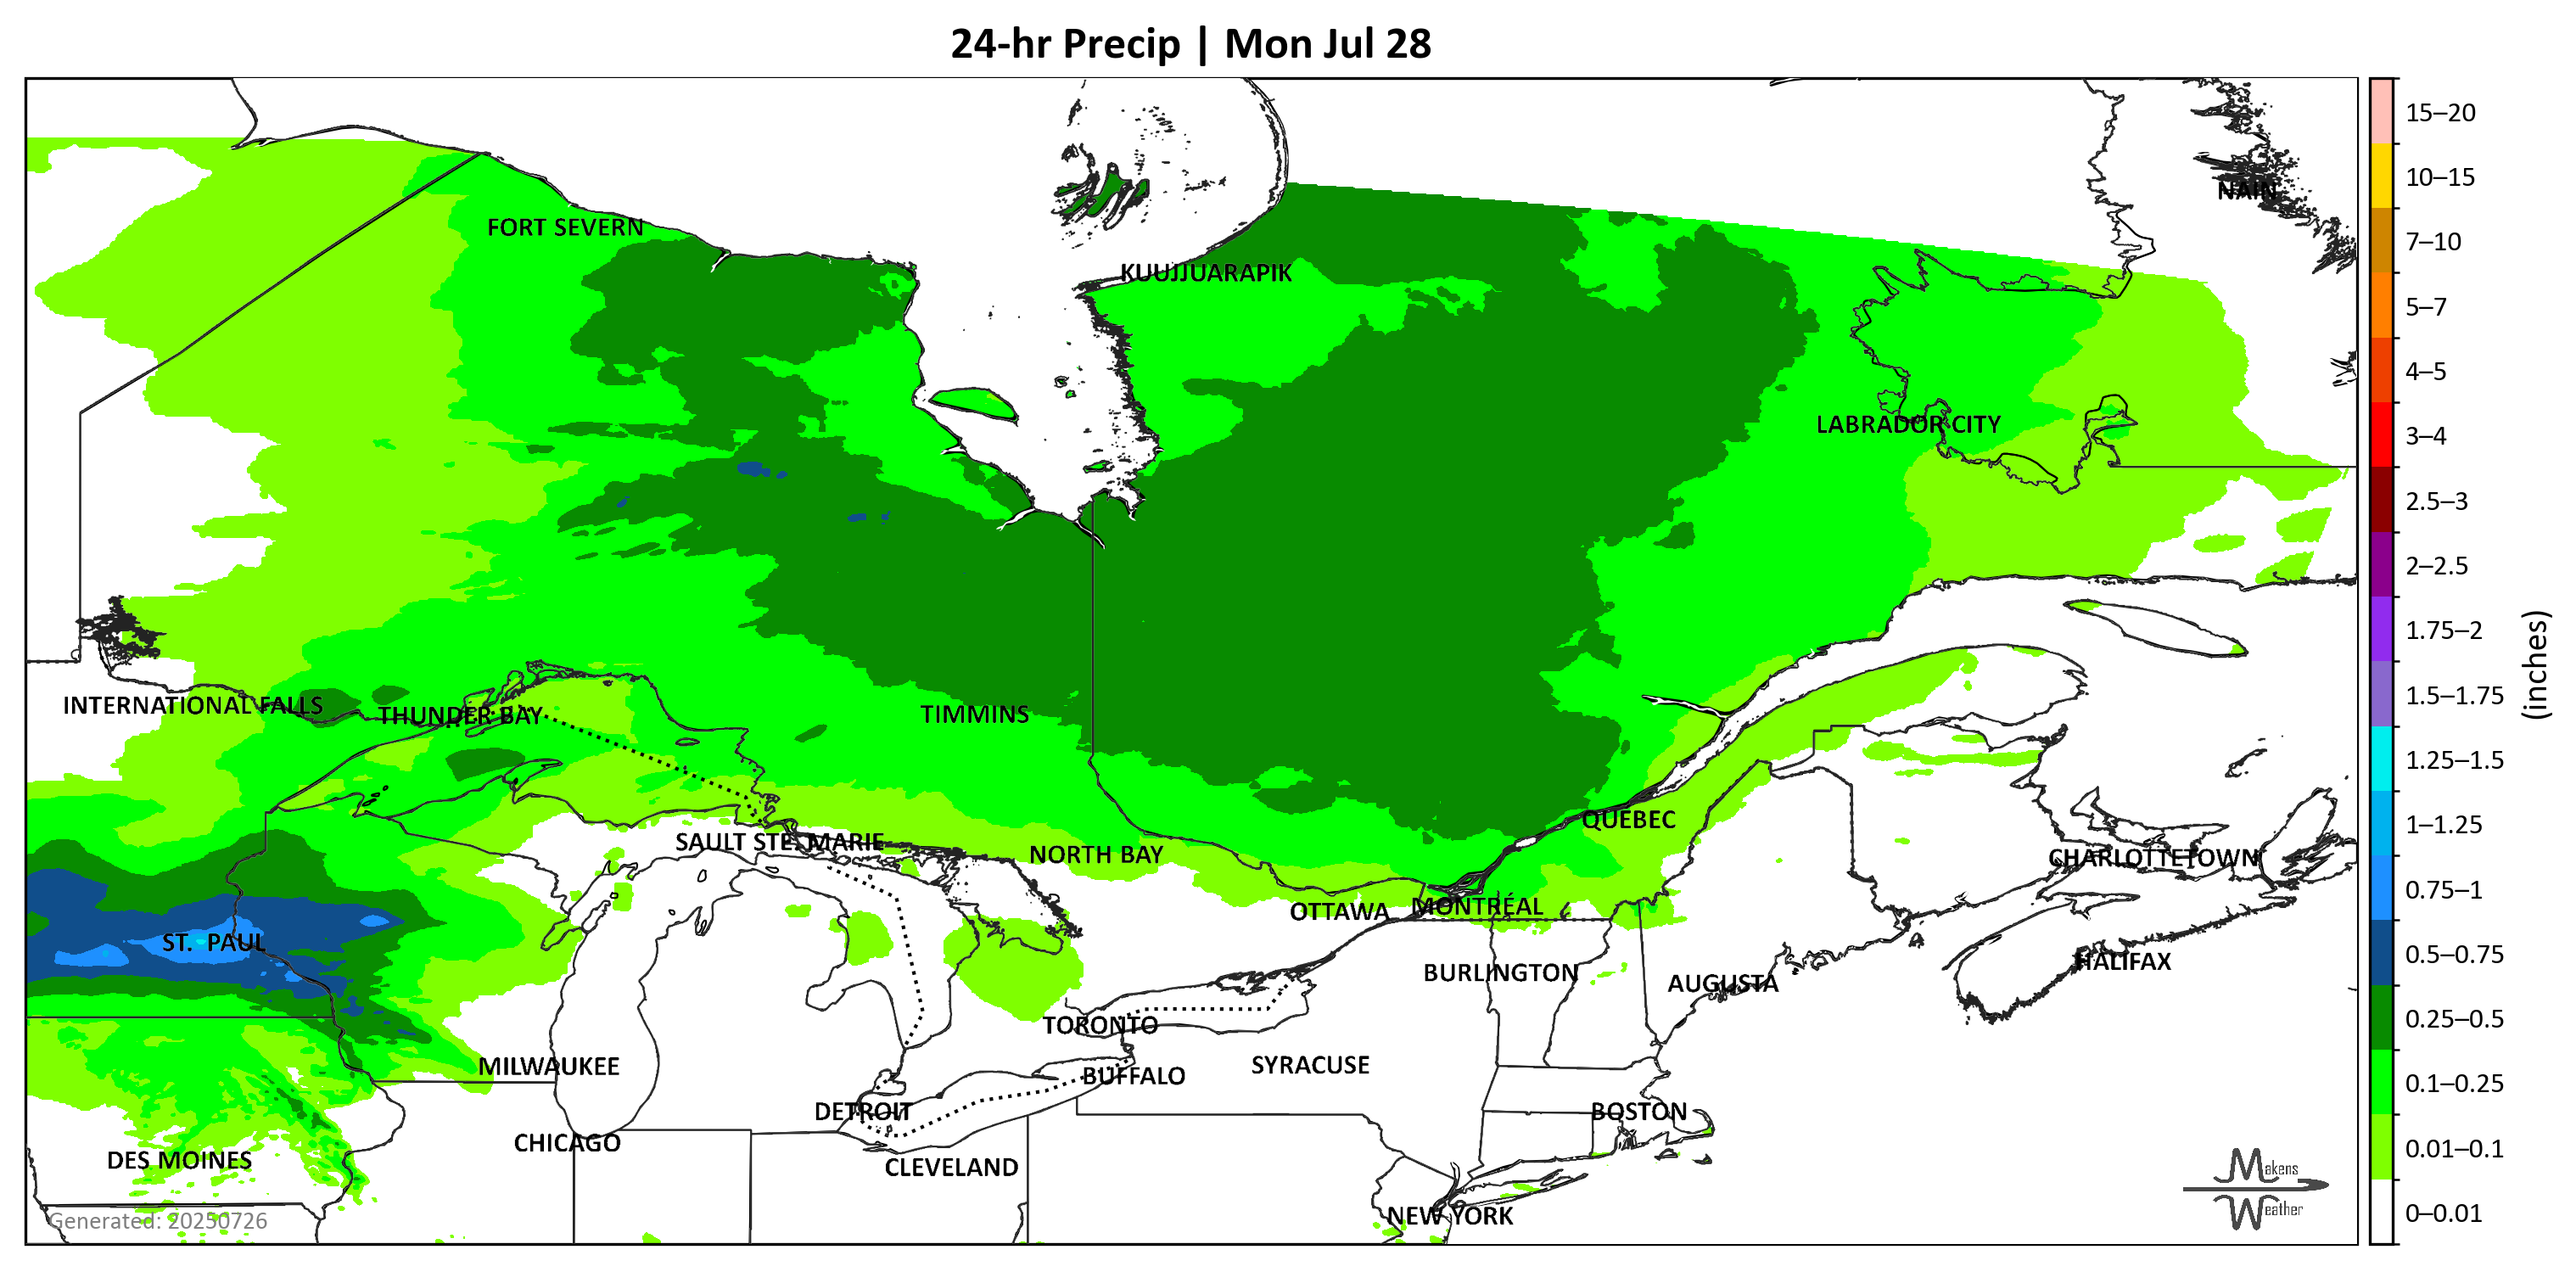 24-hr Precip | Mon Jul 28
15–20
10–15
NAIN
FORT SEVERN
7–10
KUUJJUARAPIK
5–7
4–5
LABRADOR CITY
3–4
2.5–3
2–2.5
1.75–2
(inches)
INTERNATIONAL FALLS
THUNDER BAY
TIMMINS
1.5–1.75
1.25–1.5
QUÉBEC
1–1.25
SAULT STE. MARIE
NORTH BAY
CHARLOTTETOWN
0.75–1
OTTAWA
MONTRÉAL
ST. PAUL
0.5–0.75
BURLINGTON
AUGUSTA
HALIFAX
TORONTO
0.25–0.5
MILWAUKEE
BUFFALO
SYRACUSE
0.1–0.25
DETROIT
BOSTON
CHICAGO
0.01–0.1
DES MOINES
CLEVELAND
Makens
Weather
Generated: 20250726
NEW YORK
0–0.01